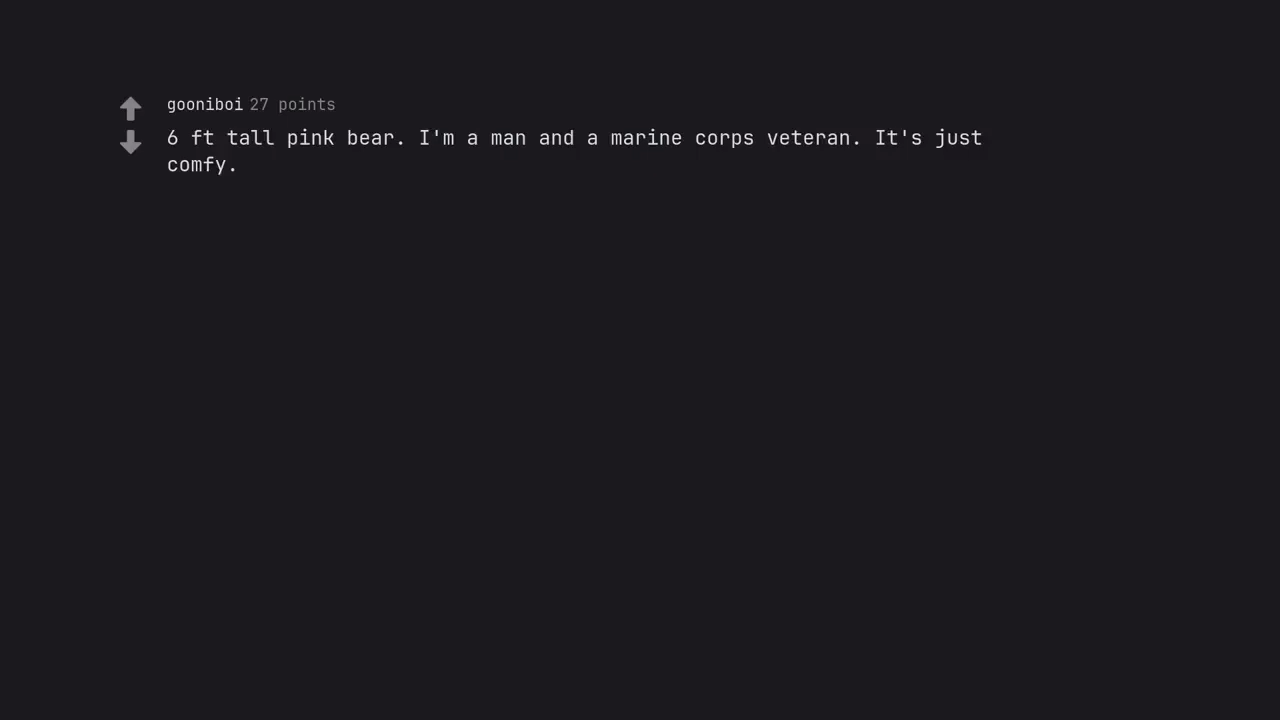 gooniboi 27 points
6 ft tall pink bear. I'm a man and a marine corps veteran. It's just
comfy.